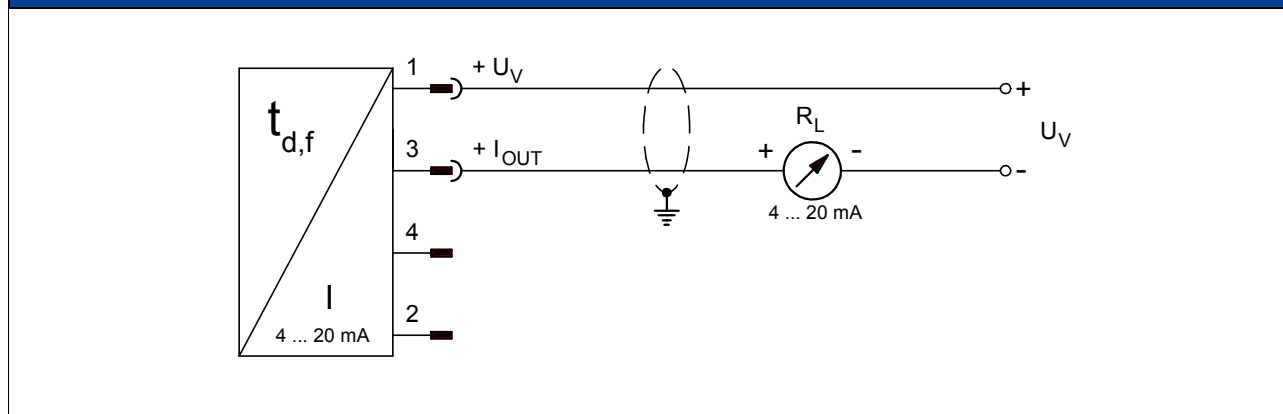 1
+ U_V
+
t_d,f
R_L
U_V
3
+ I_OUT
+
-
-
4 ... 20 mA
4
I
2
4 ... 20 mA